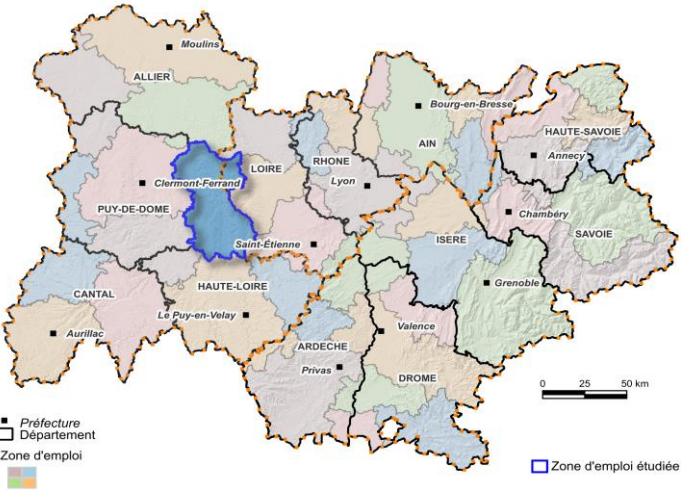 Moulins
ALLIER
Bourg-en-Bresse
AIN
HAUTE-SAVOIE
Annecy
LOIRE
RHONE
Lyon
Clermont-Ferrand
PUY-DE-DOME
Chambéry
SAVOIE
ISERE
Saint-Étienne
Grenoble
HAUTE-LOIRE
CANTAL
Le Puy-en-Velay
Aurillac
Valence
ARDECHE
Privas
DROME
0 25 50 km
Préfecture
Département
Zone d'emploi
Zone d'emploi étudiée